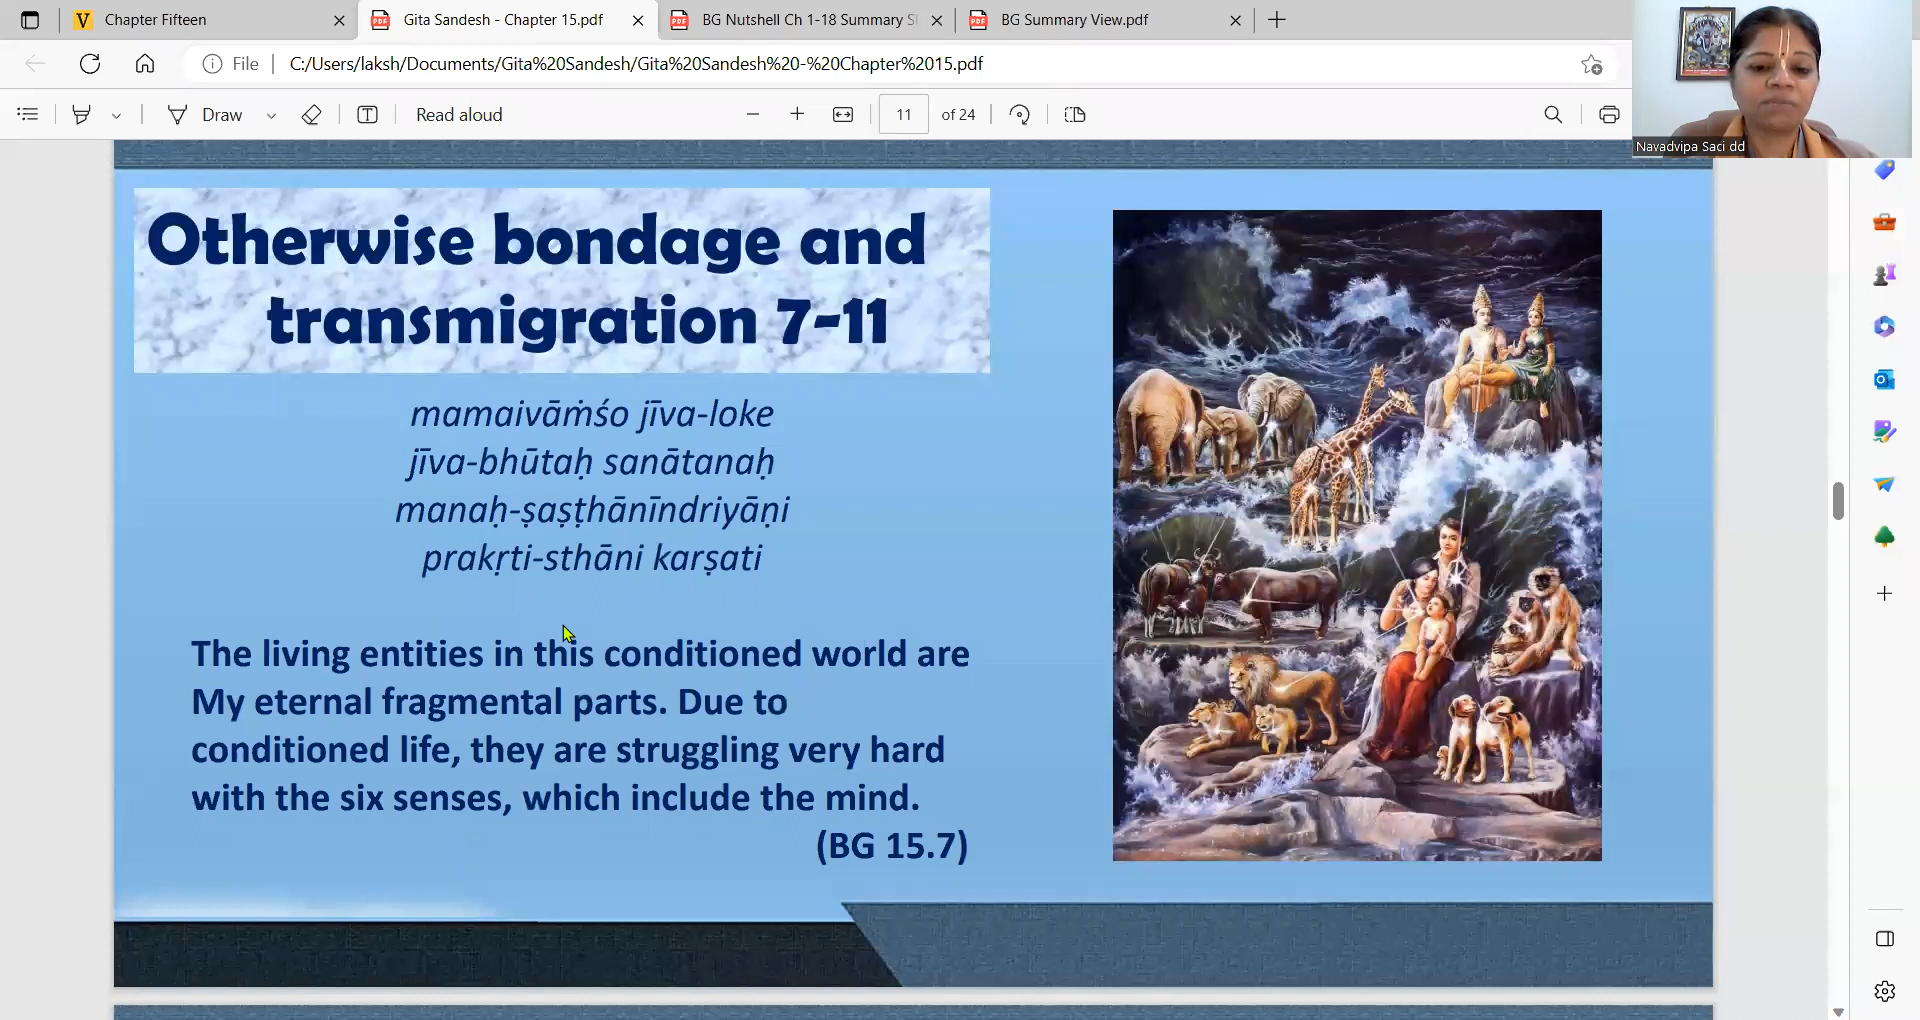 Chapter Fifteen
Gita Sandesh - Chapter 15.pdf
BG Nutshell Ch 1-18 Summary
BG Summary View.pdf
File
C:/Users/laksh/Documents/Gita%20Sandesh/Gita%20Sandesh%20-%20Chapter%2015.pdf
Draw
Read aloud
11 of 24
Navadvipa Saci dd
Otherwise bondage and
transmigration 7-11
mamaivāṁśo jīva-loke
jīva-bhūtaḥ sanātanaḥ
manaḥ-ṣaṣṭhānīndriyāṇi
prakṛti-sthāni karṣati
The living entities in this conditioned world are
My eternal fragmental parts. Due to
conditioned life, they are struggling very hard
with the six senses, which include the mind.
(BG 15.7)